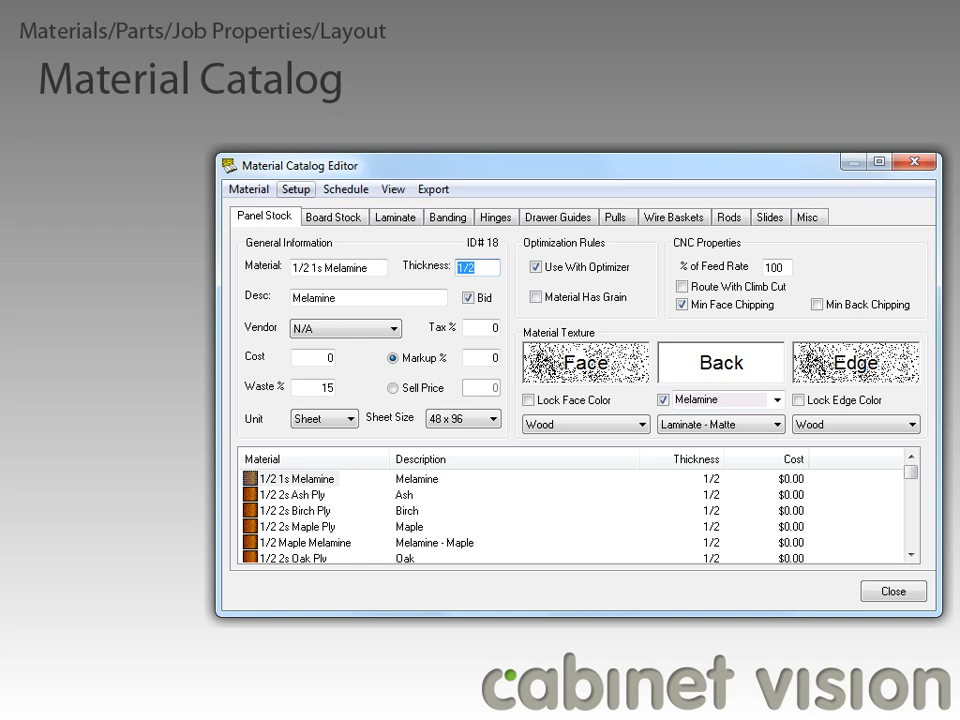 Materials/Parts/Job Properties/Layout
Material Catalog
Material Catalog Editor
Material Setup Schedule View Export
Panel Stock Board Stock Laminate Banding Hinges Drawer Guides Pulls Wire Baskets Rods Slides Misc
General Information ID# 18 Optimization Rules CNC Properties
Material: 1/2 1s Melamine Thickness: 1/2 Use With Optimizer % of Feed Rate 100
Route With Climb Cut
Desc: Melamine Bid Material Has Grain Min Face Chipping Min Back Chipping
Vendor N/A Tax % 0 Material Texture
Cost 0 Markup % 0 Face Back Edge
Waste % 15 Sell Price 0 Lock Face Color Melamine Lock Edge Color
Unit Sheet Sheet Size 48 x 96 Wood Laminate - Matte Wood
Material Description Thickness Cost
1/2 1s Melamine Melamine 1/2 $0.00
1/2 2s Ash Ply Ash 1/2 $0.00
1/2 2s Birch Ply Birch 1/2 $0.00
1/2 2s Maple Ply Maple 1/2 $0.00
1/2 Maple Melamine Melamine - Maple 1/2 $0.00
1/2 2s Oak Ply Oak 1/2 $0.00
Close
cabinet vision